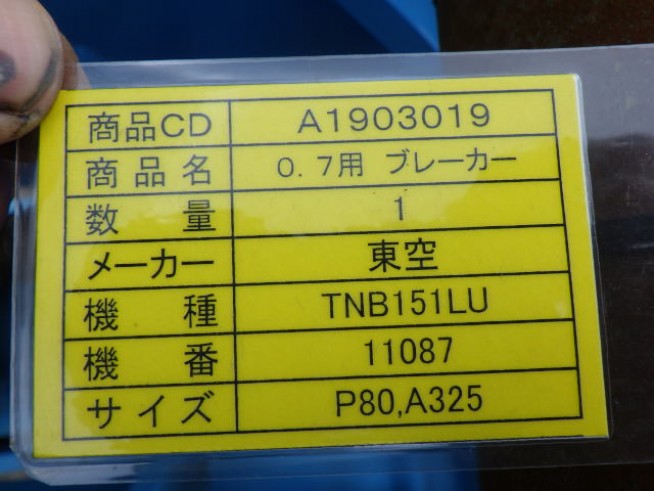 商品CD A1903019
商品名 0.7用 ブレーカー
数量 1
メーカー 東空
機種 TNB151LU
機番 11087
サイズ P80,A325